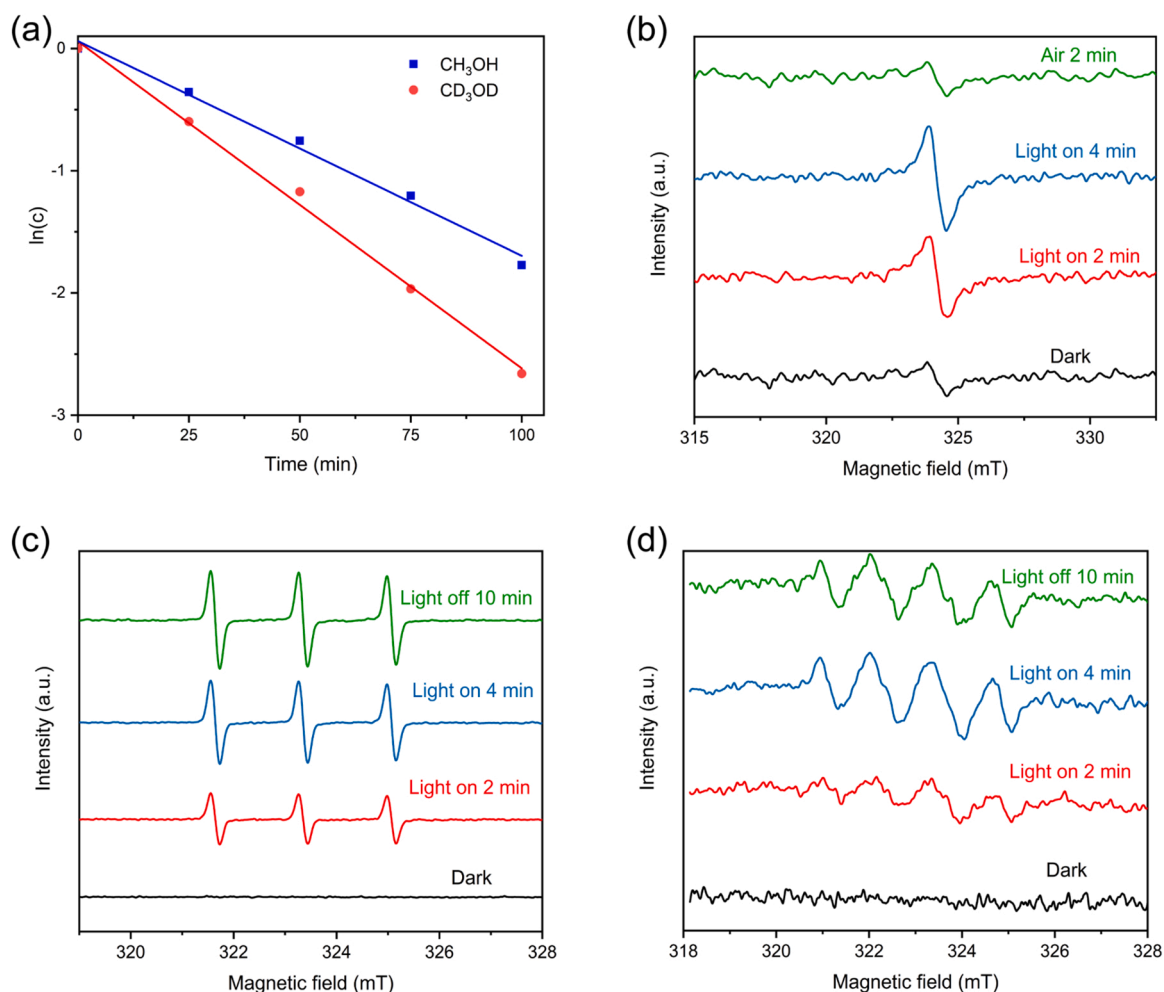 (a)
0
-1
-2
-3
ln(c)
CH₃OH
CD₃OD
0
25
50
75
100
Time (min)
(b)
Intensity (a.u.)
Air 2 min
Light on 4 min
Light on 2 min
Dark
315
320
325
330
Magnetic field (mT)
(c)
Intensity (a.u.)
Light off 10 min
Light on 4 min
Light on 2 min
Dark
320
322
324
326
328
Magnetic field (mT)
(d)
Intensity (a.u.)
Light off 10 min
Light on 4 min
Light on 2 min
Dark
318
320
322
324
326
328
Magnetic field (mT)